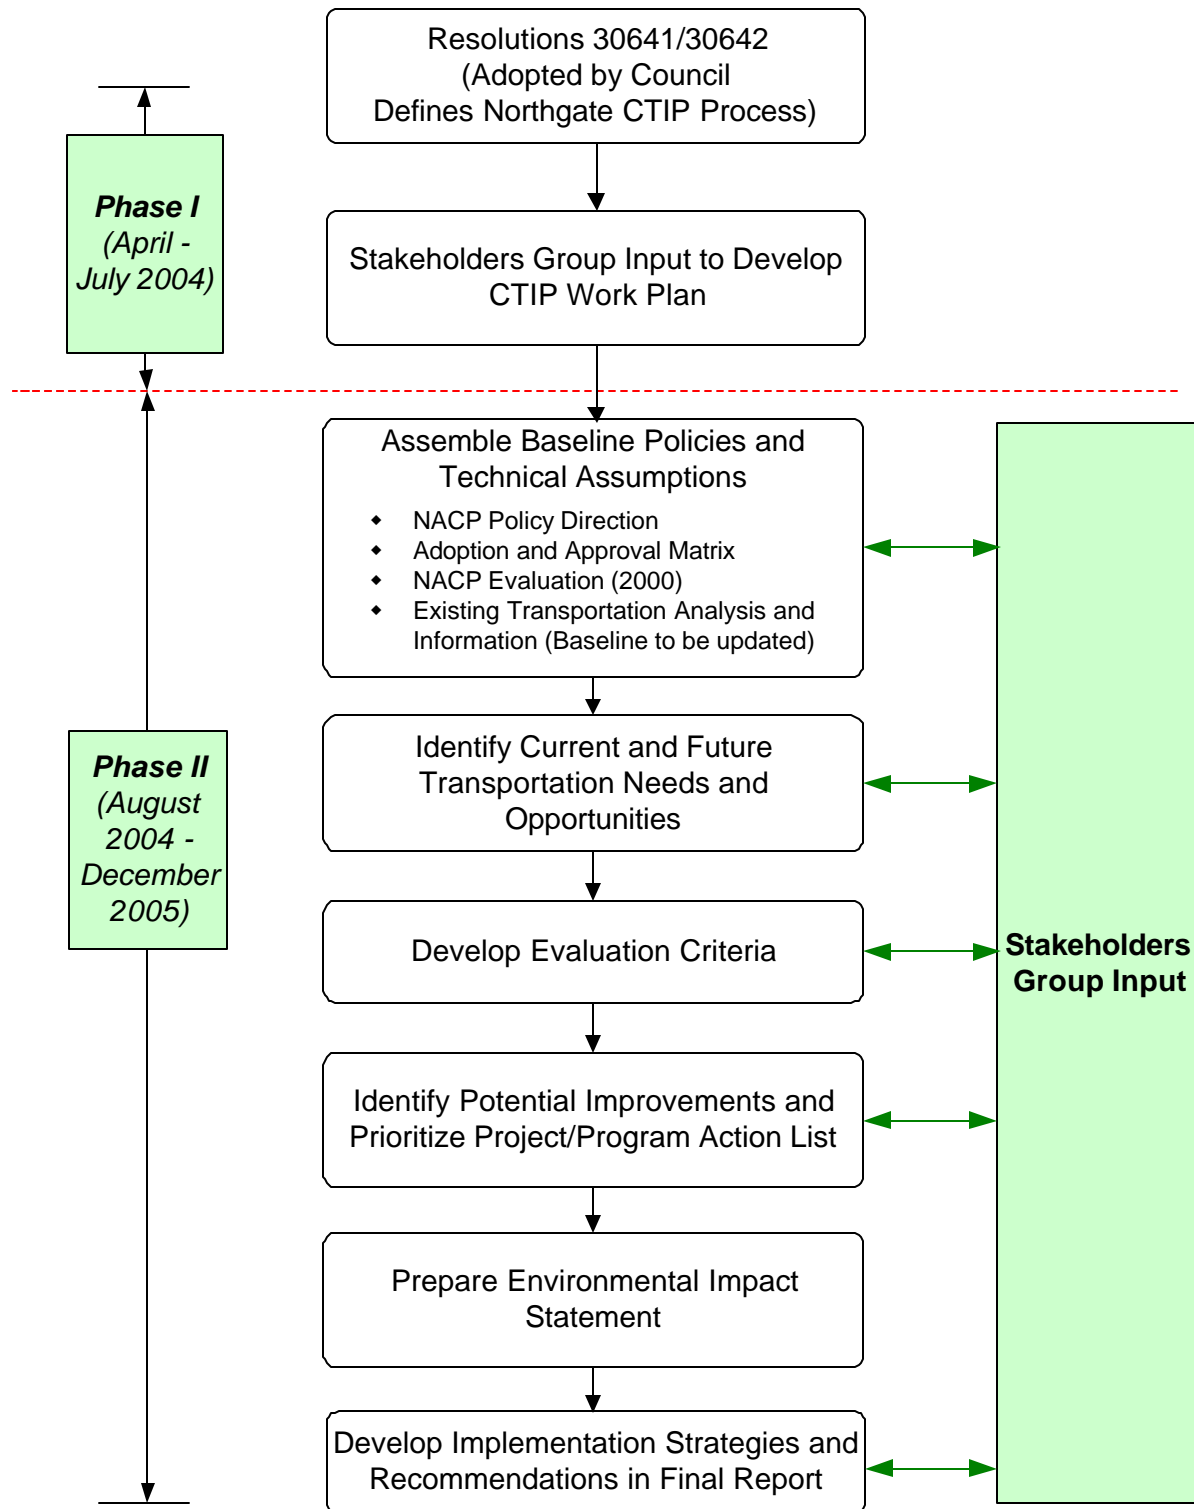 Resolutions 30641/30642
(Adopted by Council
Defines Northgate CTIP Process)
Phase I
(April -
July 2004)
Stakeholders Group Input to Develop
CTIP Work Plan
Assemble Baseline Policies and
Technical Assumptions
◆ NACP Policy Direction
◆ Adoption and Approval Matrix
◆ NACP Evaluation (2000)
◆ Existing Transportation Analysis and
Information (Baseline to be updated)
Identify Current and Future
Transportation Needs and
Opportunities
Phase II
(August
2004 -
December
2005)
Develop Evaluation Criteria
Stakeholders
Group Input
Identify Potential Improvements and
Prioritize Project/Program Action List
Prepare Environmental Impact
Statement
Develop Implementation Strategies and
Recommendations in Final Report